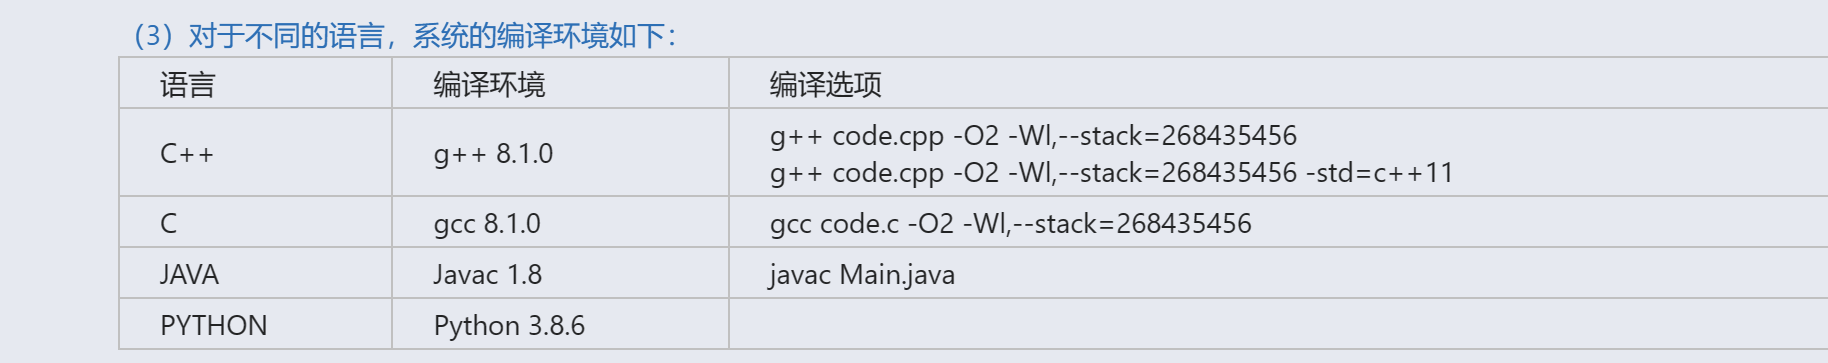 （3）对于不同的语言，系统的编译环境如下：
语言 编译环境 编译选项
C++ g++ 8.1.0 g++ code.cpp -O2 -Wl,--stack=268435456
g++ code.cpp -O2 -Wl,--stack=268435456 -std=c++11
C gcc 8.1.0 gcc code.c -O2 -Wl,--stack=268435456
JAVA Javac 1.8 javac Main.java
PYTHON Python 3.8.6